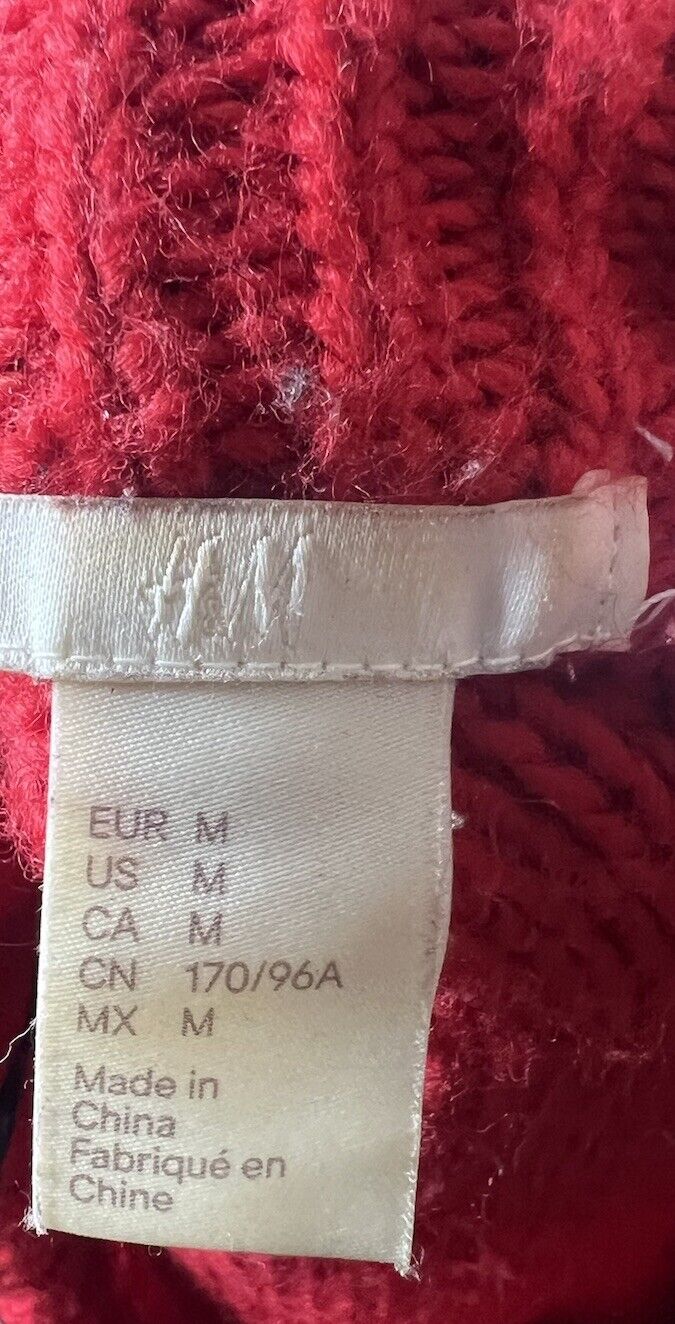 H&M
EUR M
US M
CA M
CN 170/96A
MX M
Made in
China
Fabriqué en
Chine